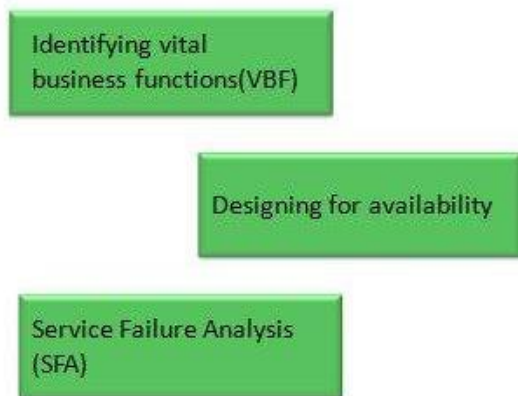 Identifying vital
business functions(VBF)
Designing for availability
Service Failure Analysis
(SFA)